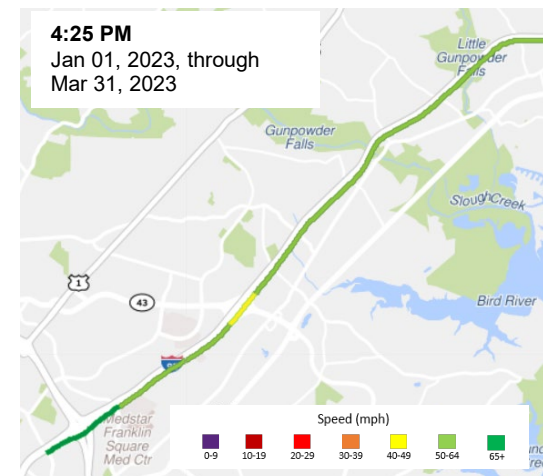 4:25 PM
Jan 01, 2023, through
Mar 31, 2023
Little
Gunpowder
Falls
Gunpowder
Falls
Slough Creek
1
43
Bird River
Medstar
Franklin
Square
Med Ctr
Speed (mph)
0-9 10-19 20-29 30-39 40-49 50-64 65+